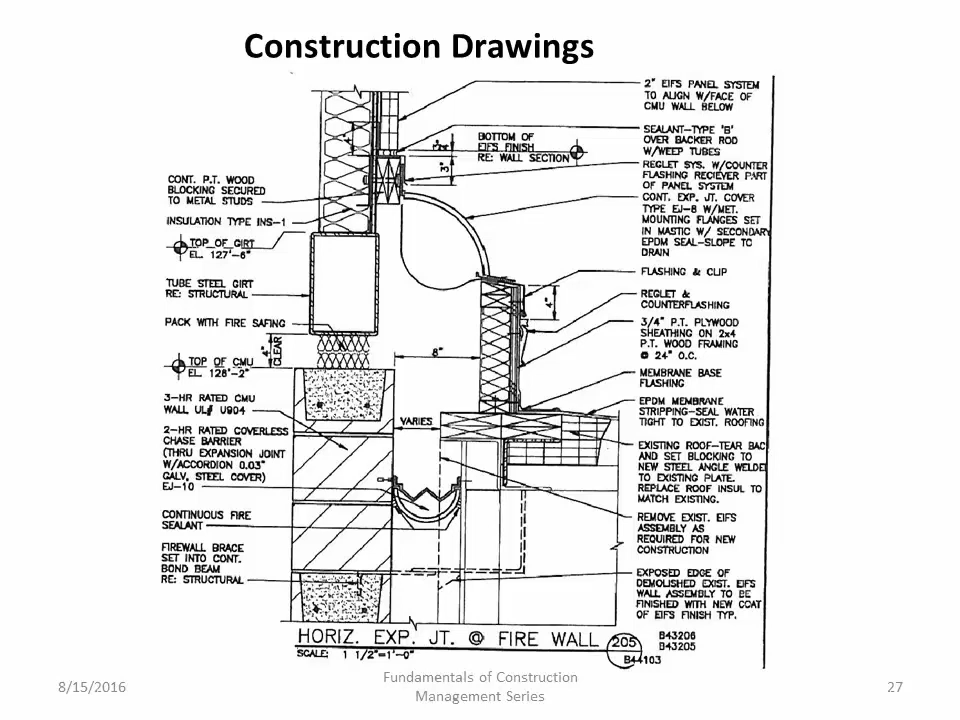 Construction Drawings
2" EIFS PANEL SYSTEM
TO ALIGN W/FACE OF
CMU WALL BELOW
SEALANT-TYPE 'B'
OVER BACKER ROD
W/WEEP TUBES
BOTTOM OF
EIFS FINISH
RE: WALL SECTION
3"
REGLET SYS. W/COUNTER
FLASHING RECIEVER PART
OF PANEL SYSTEM
CONT. EXP. JT. COVER
TYPE EJ-8 W/MET.
MOUNTING FLANGES SET
IN MASTIC W/ SECONDARY
EPDM SEAL-SLOPE TO
DRAIN
CONT. P.T. WOOD
BLOCKING SECURED
TO METAL STUDS
INSULATION TYPE INS-1
TOP OF GIRT
EL. 127'-6"
FLASHING & CLIP
TUBE STEEL GIRT
RE: STRUCTURAL
REGLET &
COUNTERFLASHING
4"
PACK WITH FIRE SAFING
3/4" P.T. PLYWOOD
SHEATHING ON 2x4
P.T. WOOD FRAMING
@ 24" O.C.
4"
CLEAR
8"
TOP OF CMU
EL. 126'-2"
MEMBRANE BASE
FLASHING
3-HR RATED CMU
WALL UL# U904
EPDM MEMBRANE
STRIPPING-SEAL WATER
TIGHT TO EXIST. ROOFING
VARIES
2-HR RATED COVERLESS
CHASE BARRIER
(THRU EXPANSION JOINT
W/ACCORDION 0.03"
GALV. STEEL COVER)
EJ-10
EXISTING ROOF-TEAR BAC
AND SET BLOCKING TO
NEW STEEL ANGLE WELDE
TO EXISTING PLATE.
REPLACE ROOF INSUL TO
MATCH EXISTING.
CONTINUOUS FIRE
SEALANT
REMOVE EXIST. EIFS
ASSEMBLY AS
REQUIRED FOR NEW
CONSTRUCTION
FIREWALL BRACE
SET INTO CONT.
BOND BEAM
RE: STRUCTURAL
EXPOSED EDGE OF
DEMOLISHED EXIST. EIFS
WALL ASSEMBLY TO BE
FINISHED WITH NEW COAT
OF EIFS FINISH TYP.
HORIZ. EXP. JT. @ FIRE WALL
205
B43206
B43205
SCALE: 1 1/2"=1'-0"
B44103
8/15/2016
Fundamentals of Construction
Management Series
27